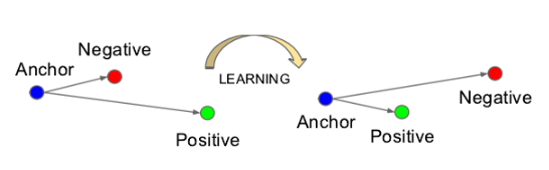 Negative
Anchor
Positive
LEARNING
Negative
Anchor
Positive